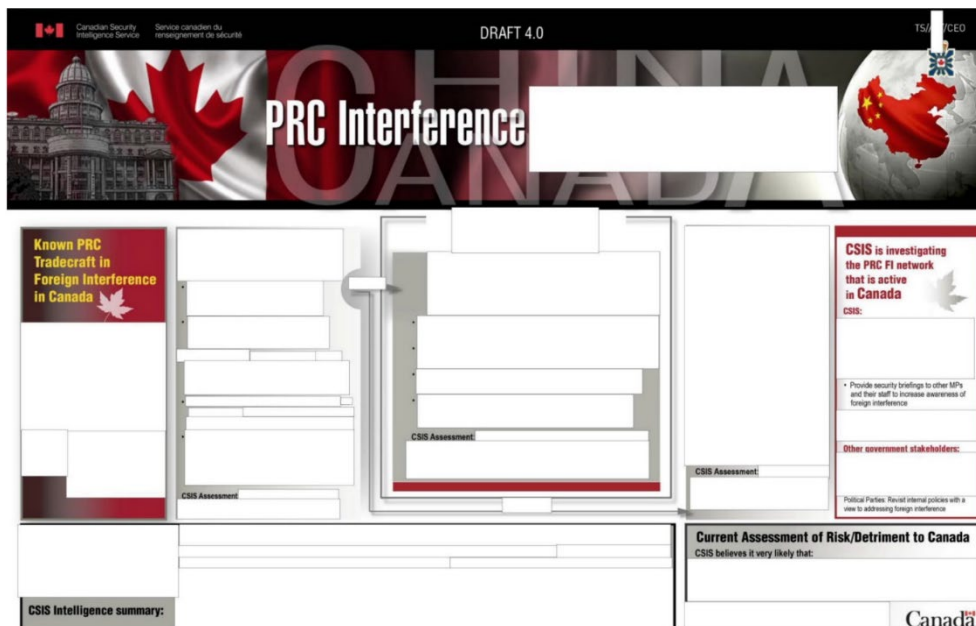 Canadian Security
Intelligence Service
Service canadien du
renseignement de sécurité
DRAFT 4.0
TS// /CEO
CHINA
CANADA
PRC Interference
Known PRC
Tradecraft in
Foreign Interference
in Canada
CSIS Assessment
CSIS Assessment:
CSIS Assessment:
CSIS is investigating
the PRC FI network
that is active
in Canada
CSIS:
• Provide security briefings to other MPs
and their staff to increase awareness of
foreign interference
Other government stakeholders:
Political Parties: Revisit internal policies with a
view to addressing foreign interference
CSIS Intelligence summary:
Current Assessment of Risk/Detriment to Canada
CSIS believes it very likely that:
Canada